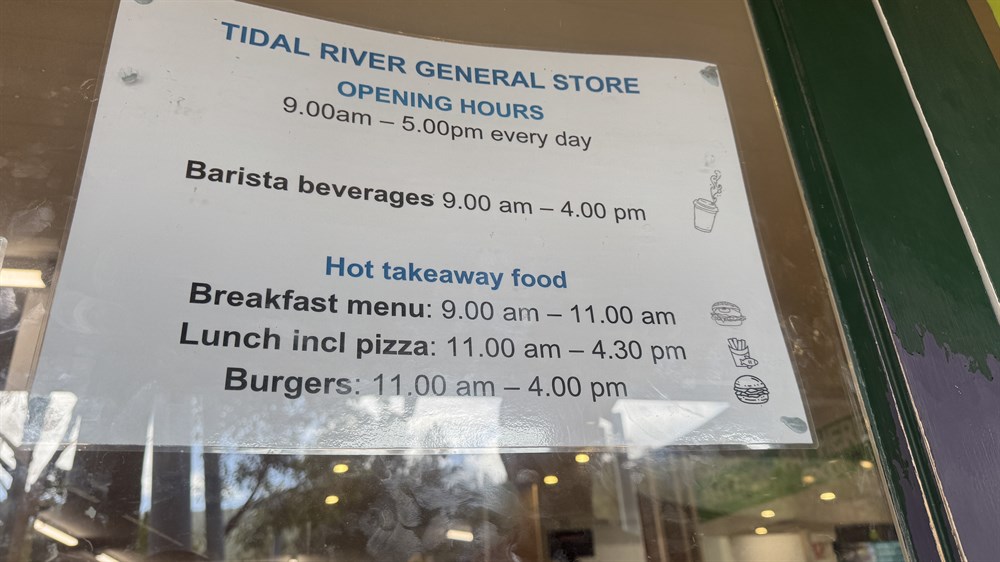 TIDAL RIVER GENERAL STORE
OPENING HOURS
9.00am – 5.00pm every day
Barista beverages 9.00 am – 4.00 pm
Hot takeaway food
Breakfast menu: 9.00 am – 11.00 am
Lunch incl pizza: 11.00 am – 4.30 pm
Burgers: 11.00 am – 4.00 pm